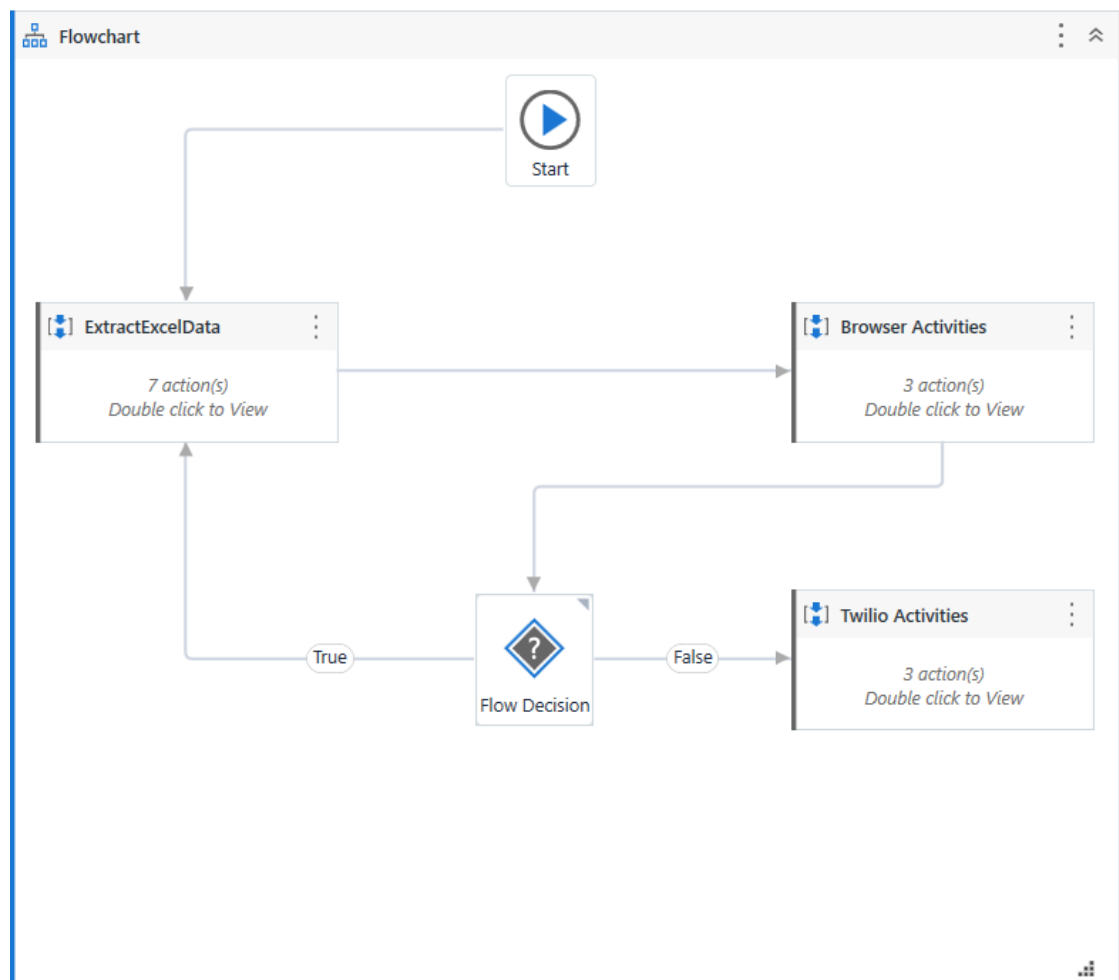 Flowchart
Start
ExtractExcelData
7 action(s)
Double click to View
Browser Activities
3 action(s)
Double click to View
True
?
Flow Decision
False
Twilio Activities
3 action(s)
Double click to View